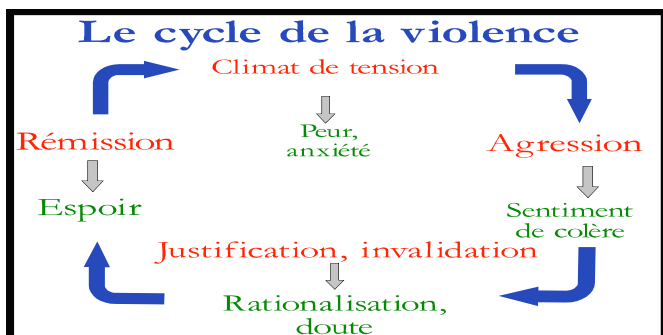 Le cycle de la violence
Climat de tension
Peur,
anxiété
Rémission
Agression
Espoir
Sentiment
de colère
Justification, invalidation
Rationalisation,
doute